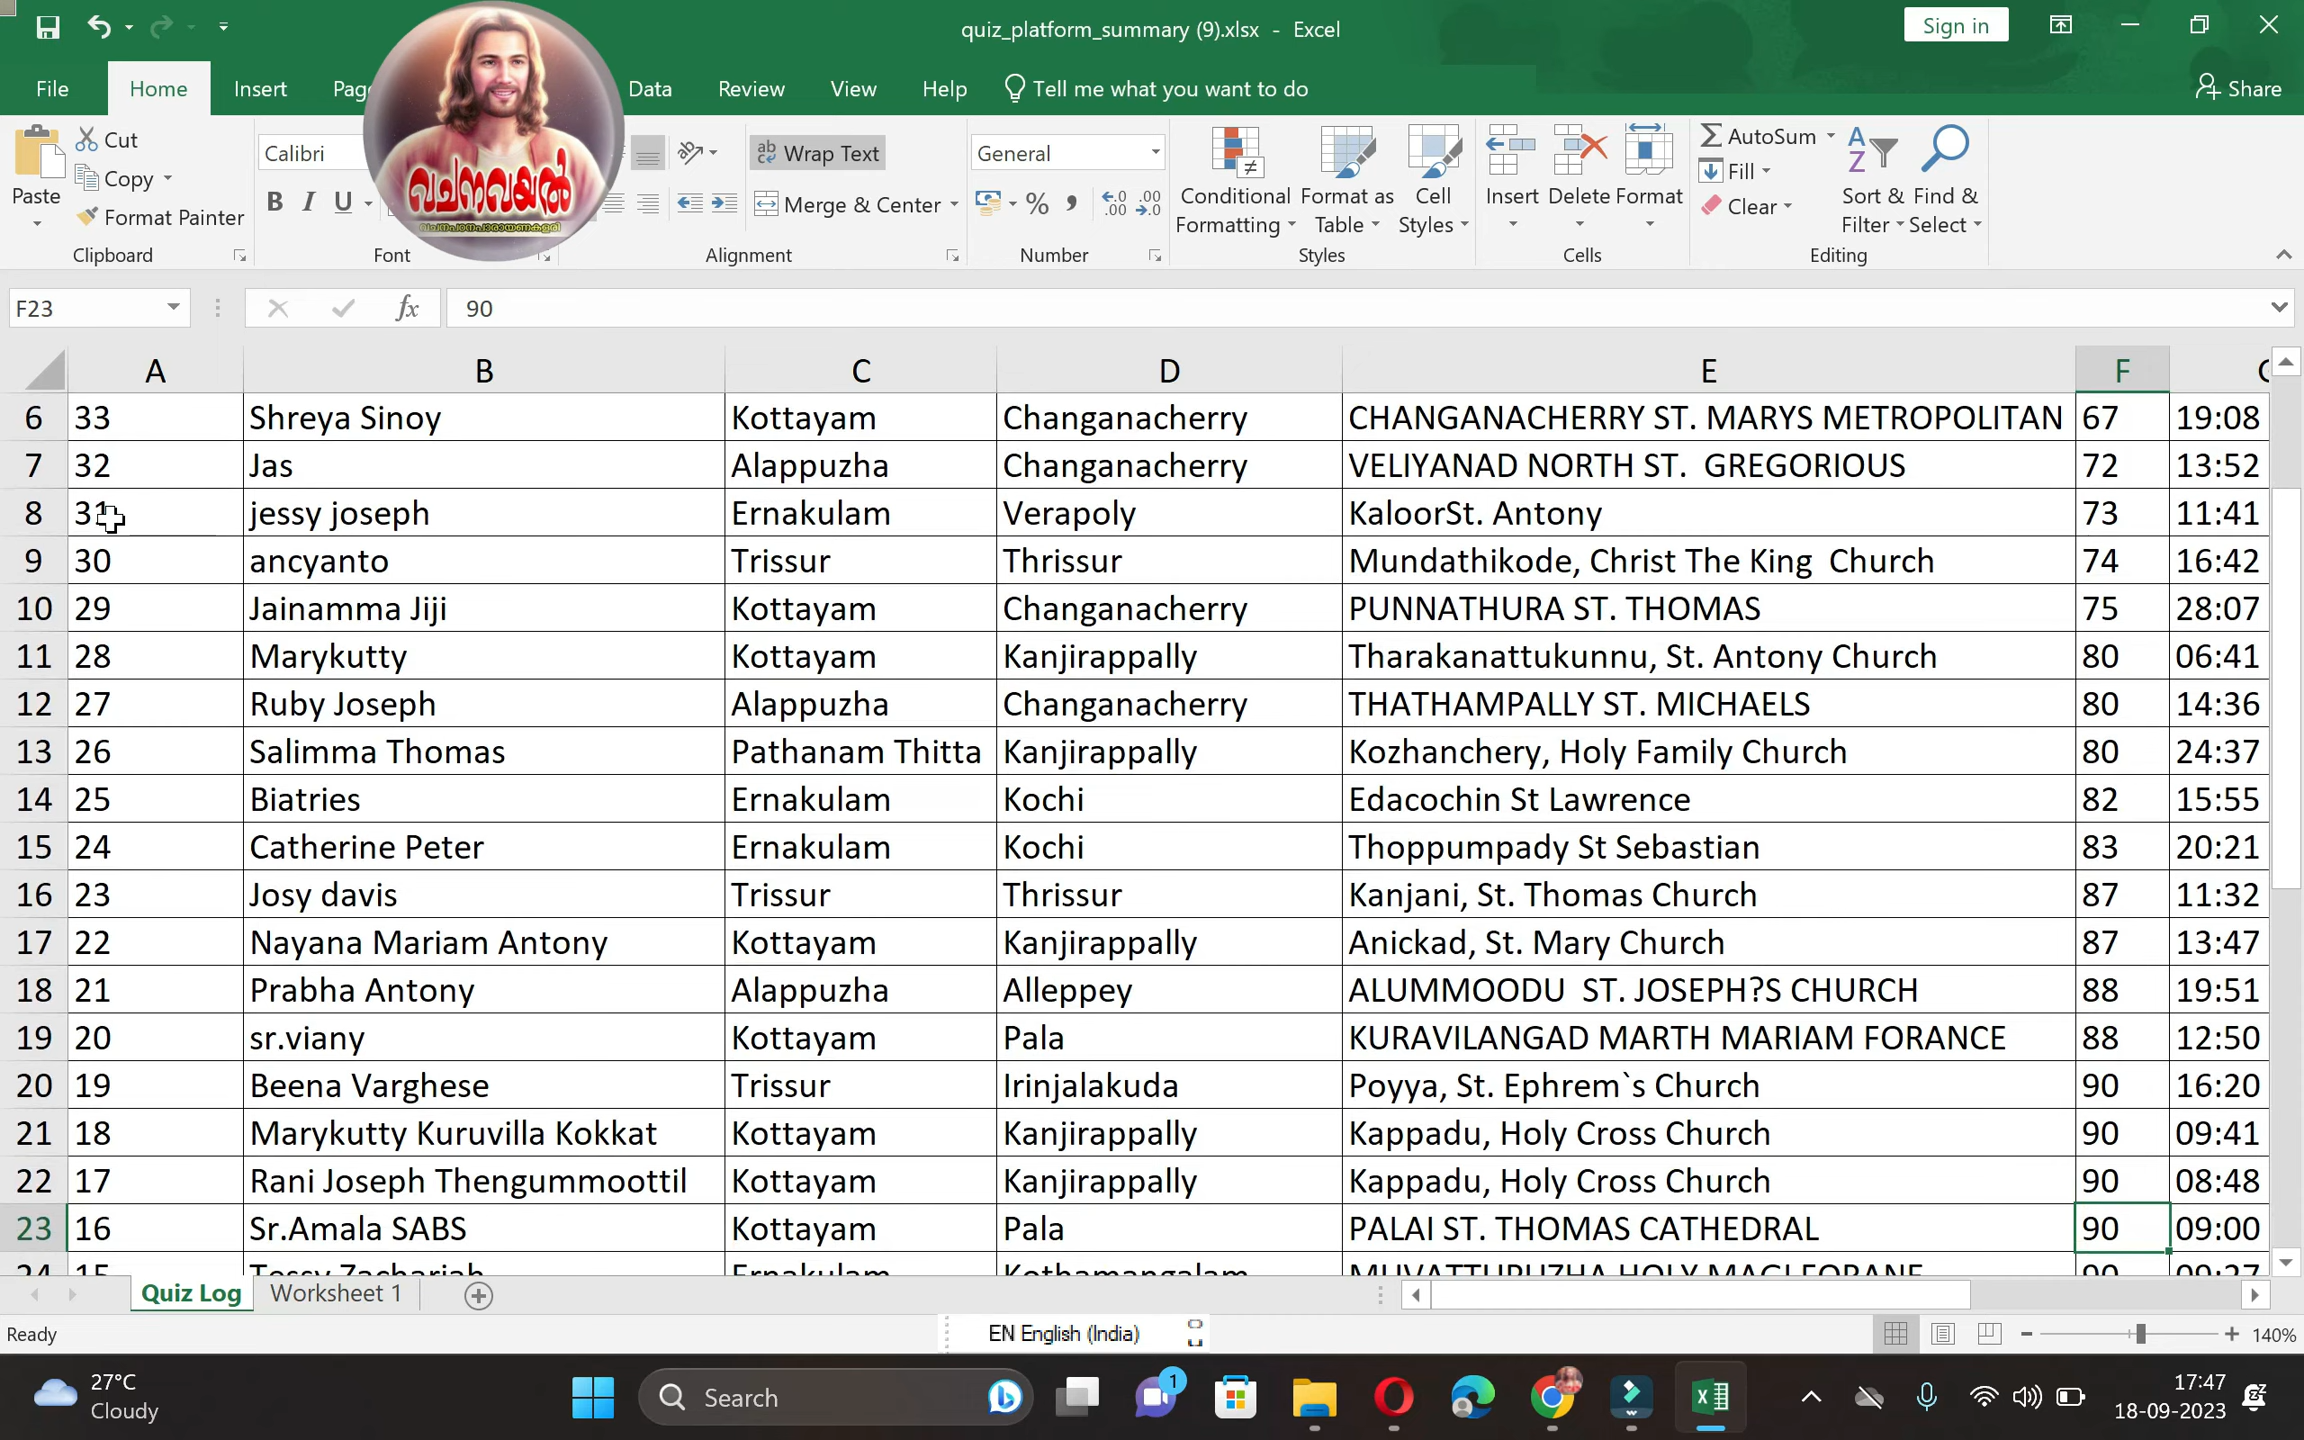 quiz_platform_summary (9).xlsx - Excel
Sign in
File Home Insert Data Review View Help Tell me what you want to do Share
Paste Cut Copy Format Painter Clipboard
Calibri B I U Font
Wrap Text Merge & Center Alignment
General % Number
Conditional Formatting Format as Table Cell Styles Styles
Insert Delete Format Cells
AutoSum Fill Clear Sort & Filter Find & Select Editing
വചനവയൽ
F23 fx 90
A B C D E F
6 33 Shreya Sinoy Kottayam Changanacherry CHANGANACHERRY ST. MARYS METROPOLITAN 67 19:08
7 32 Jas Alappuzha Changanacherry VELIYANAD NORTH ST. GREGORIOUS 72 13:52
8 31 jessy joseph Ernakulam Verapoly KaloorSt. Antony 73 11:41
9 30 ancyanto Trissur Thrissur Mundathikode, Christ The King Church 74 16:42
10 29 Jainamma Jiji Kottayam Changanacherry PUNNATHURA ST. THOMAS 75 28:07
11 28 Marykutty Kottayam Kanjirappally Tharakanattukunnu, St. Antony Church 80 06:41
12 27 Ruby Joseph Alappuzha Changanacherry THATHAMPALLY ST. MICHAELS 80 14:36
13 26 Salimma Thomas Pathanam Thitta Kanjirappally Kozhanchery, Holy Family Church 80 24:37
14 25 Biatries Ernakulam Kochi Edacochin St Lawrence 82 15:55
15 24 Catherine Peter Ernakulam Kochi Thoppumpady St Sebastian 83 20:21
16 23 Josy davis Trissur Thrissur Kanjani, St. Thomas Church 87 11:32
17 22 Nayana Mariam Antony Kottayam Kanjirappally Anickad, St. Mary Church 87 13:47
18 21 Prabha Antony Alappuzha Alleppey ALUMMOODU ST. JOSEPH?S CHURCH 88 19:51
19 20 sr.viany Kottayam Pala KURAVILANGAD MARTH MARIAM FORANCE 88 12:50
20 19 Beena Varghese Trissur Irinjalakuda Poyya, St. Ephrem`s Church 90 16:20
21 18 Marykutty Kuruvilla Kokkat Kottayam Kanjirappally Kappadu, Holy Cross Church 90 09:41
22 17 Rani Joseph Thengummoottil Kottayam Kanjirappally Kappadu, Holy Cross Church 90 08:48
23 16 Sr.Amala SABS Kottayam Pala PALAI ST. THOMAS CATHEDRAL 90 09:00
24 15 Tessy Zachariah Ernakulam Kothamangalam MUVATTUPUZHA HOLY MAGI FORANE 90 09:27
Quiz Log Worksheet 1
Ready EN English (India) 140%
27°C
Cloudy
Search
1
17:47
18-09-2023